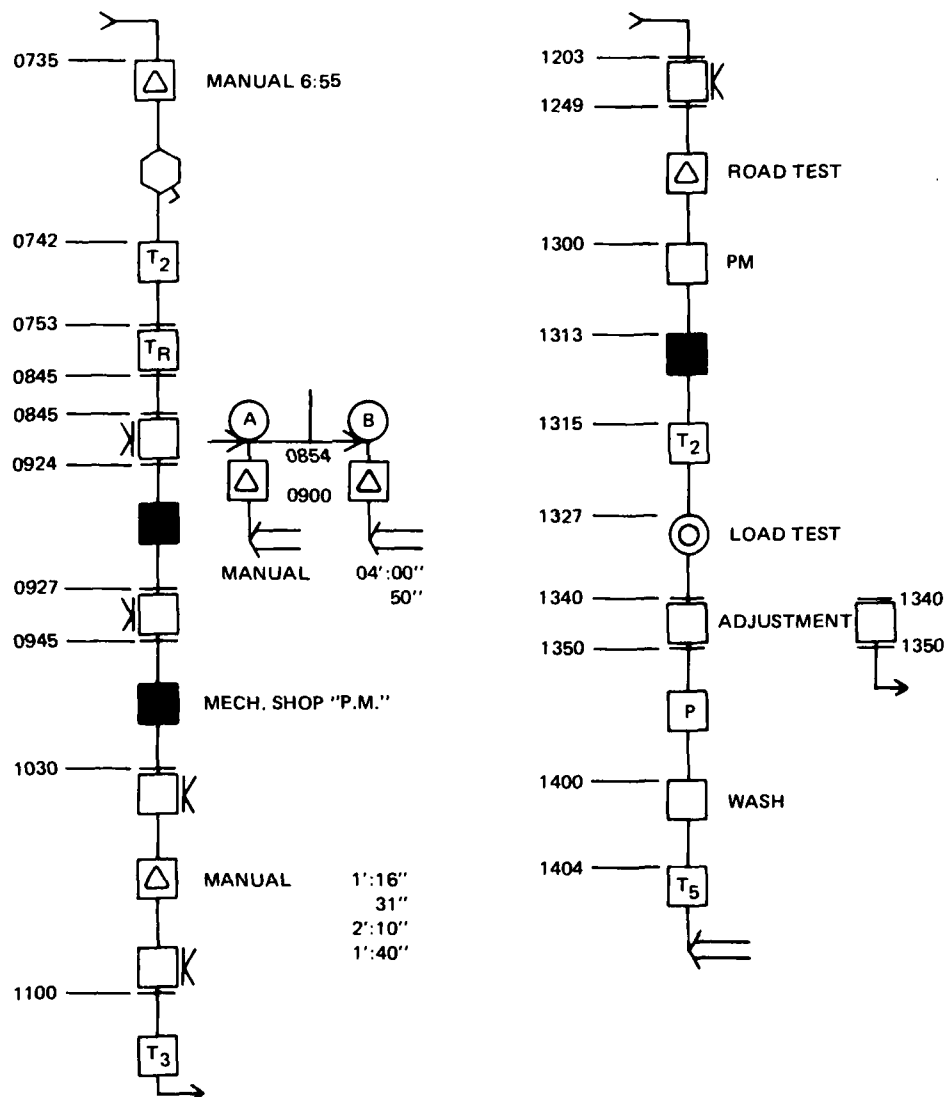 0735
MANUAL 6:55
0742
T2
0753
TR
0845
0845
A
B
0854
0924
0900
MANUAL 04':00''
50''
0927
0945
MECH. SHOP "P.M."
1030
MANUAL 1':16''
31''
2':10''
1':40''
1100
T3
1203
1249
ROAD TEST
1300
PM
1313
1315
T2
1327
LOAD TEST
1340
ADJUSTMENT
1340
1350
1350
P
1400
WASH
1404
T5